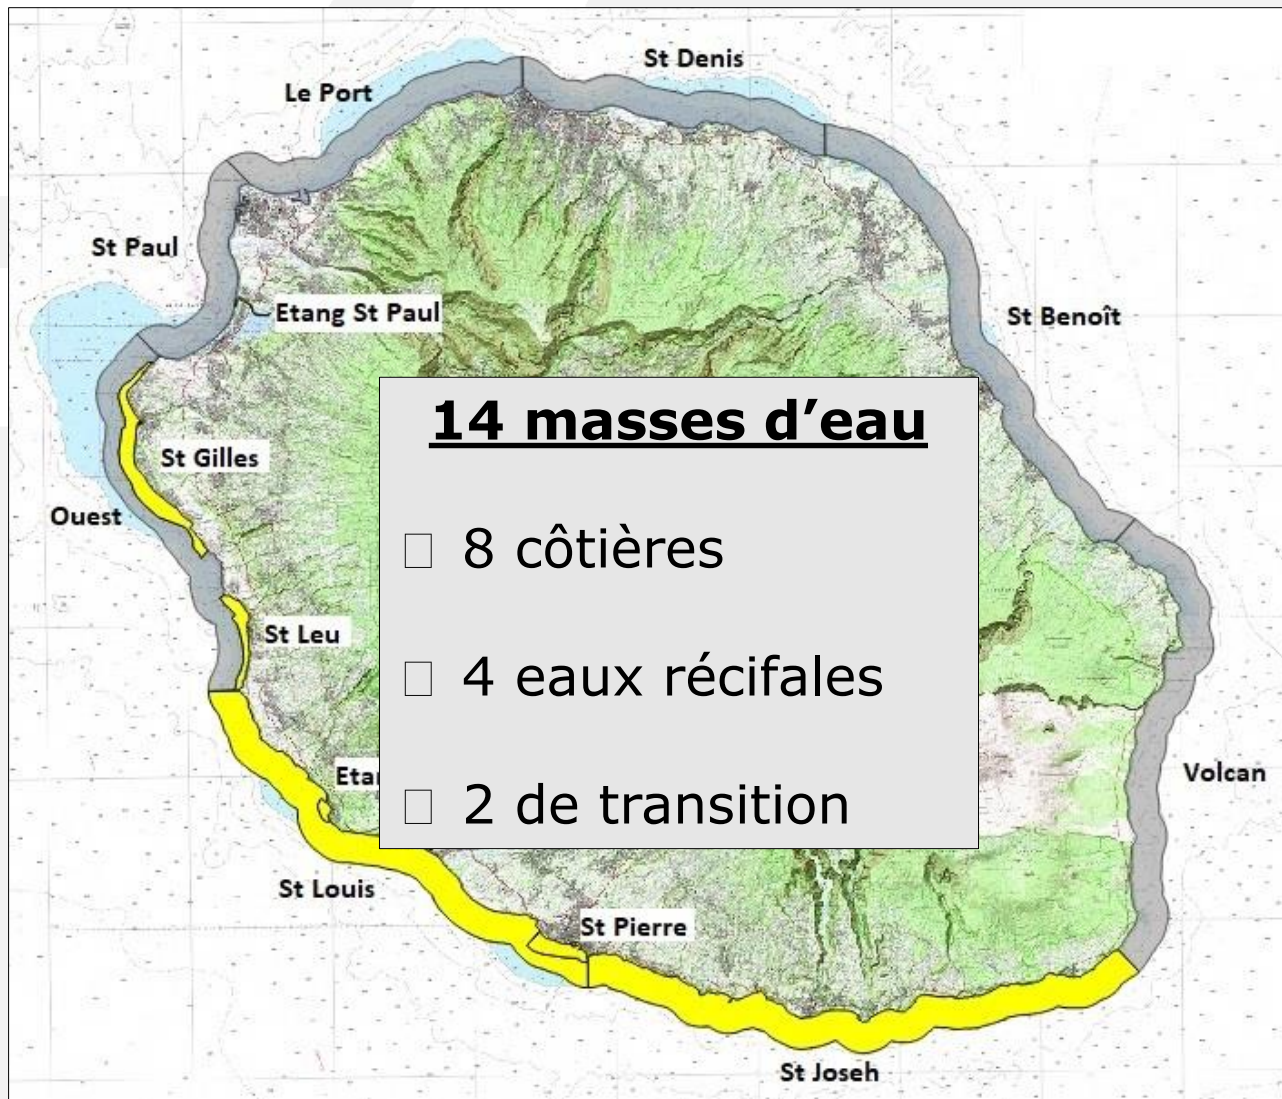 St Denis
Le Port
St Paul
Etang St Paul
St Benoît
14 masses d’eau
St Gilles
Ouest
□ 8 côtières
St Leu
□ 4 eaux récifales
Volcan
□ 2 de transition
St Louis
St Pierre
St Joseh